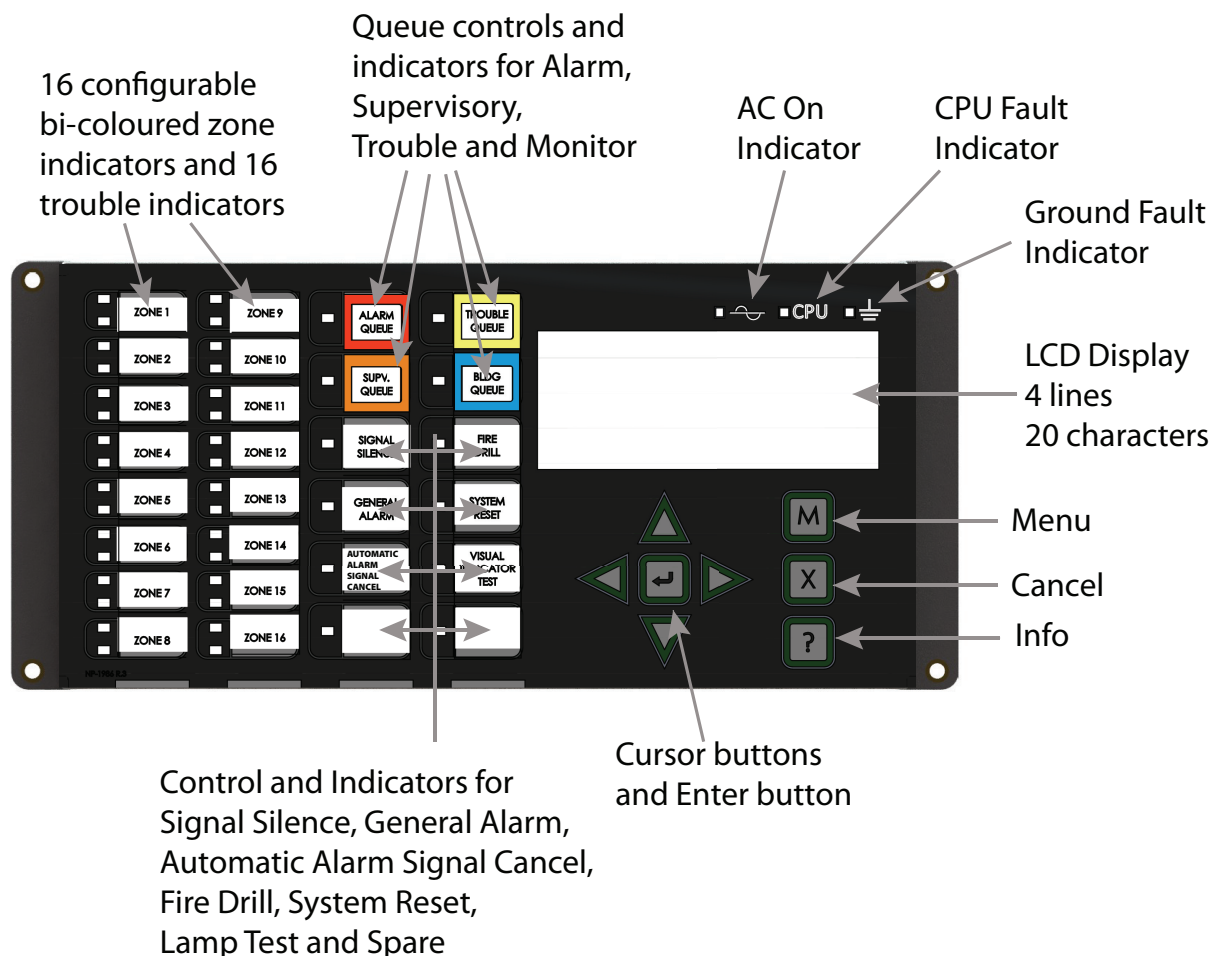 Queue controls and
indicators for Alarm,
Supervisory,
Trouble and Monitor
16 configurable
bi-coloured zone
indicators and 16
trouble indicators
AC On
Indicator
CPU Fault
Indicator
Ground Fault
Indicator
LCD Display
4 lines
20 characters
Menu
Cancel
Info
ZONE 1
ZONE 2
ZONE 3
ZONE 4
ZONE 5
ZONE 6
ZONE 7
ZONE 8
ZONE 9
ZONE 10
ZONE 11
ZONE 12
ZONE 13
ZONE 14
ZONE 15
ZONE 16
ALARM
QUEUE
SUPV.
QUEUE
SIGNAL
SILENCE
GENERAL
ALARM
AUTOMATIC
ALARM
SIGNAL
CANCEL
TROUBLE
QUEUE
BLDG
QUEUE
FIRE
DRILL
SYSTEM
RESET
VISUAL
INDICATOR
TEST
CPU
M
X
?
Cursor buttons
and Enter button
Control and Indicators for
Signal Silence, General Alarm,
Automatic Alarm Signal Cancel,
Fire Drill, System Reset,
Lamp Test and Spare